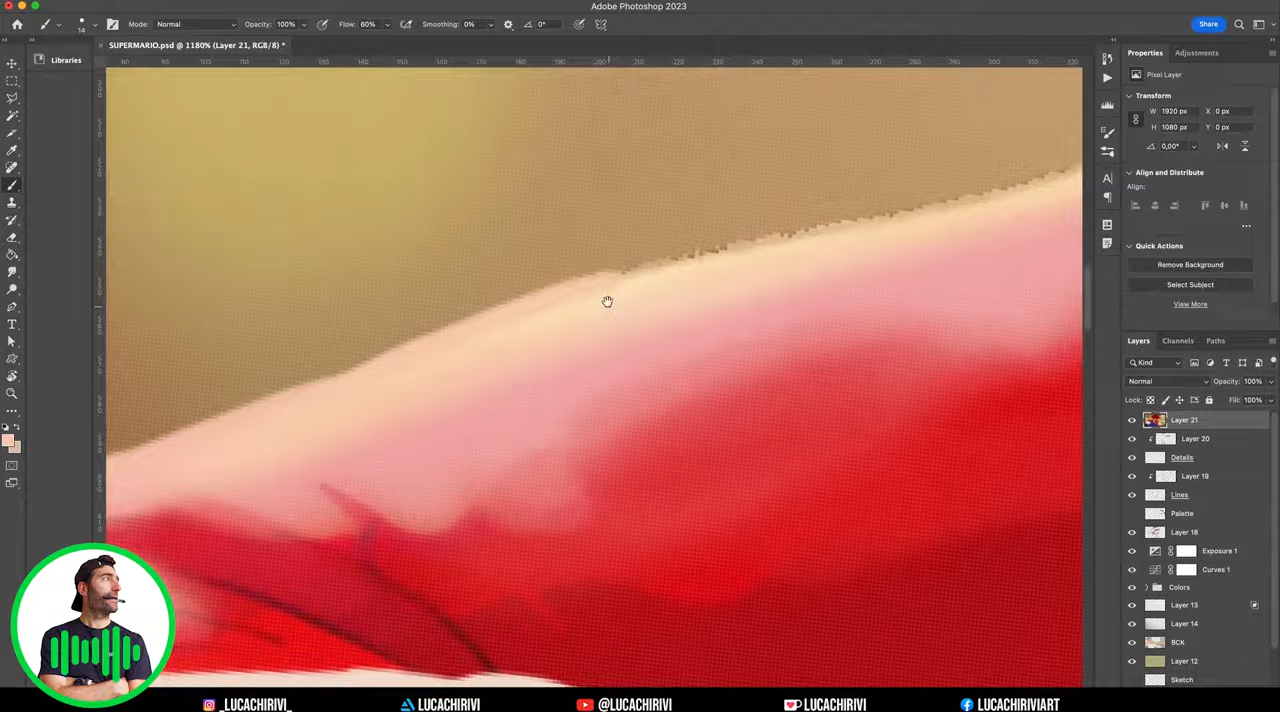 Adobe Photoshop 2023
14
Mode: Normal
Opacity: 100%
Flow: 60%
Smoothing: 0%
0°
Share
SUPERMARIO.psd @ 1180% (Layer 21, RGB/8) *
Libraries
Properties
Adjustments
Pixel Layer
Transform
W 1920 px X 0 px
H 1080 px Y 0 px
0,00°
Align and Distribute
Align:
Quick Actions
Remove Background
Select Subject
View More
Layers Channels Paths
Kind
Normal Opacity: 100%
Lock: Fill: 100%
Layer 21
Layer 20
Details
Layer 19
Lines
Palette
Layer 18
Exposure 1
Curves 1
Colors
Layer 13
Layer 14
BCK
Layer 12
Sketch
_LUCACHIRIVI_ LUCACHIRIVI @LUCACHIRIVI LUCACHIRIVI LUCACHIRIVIART